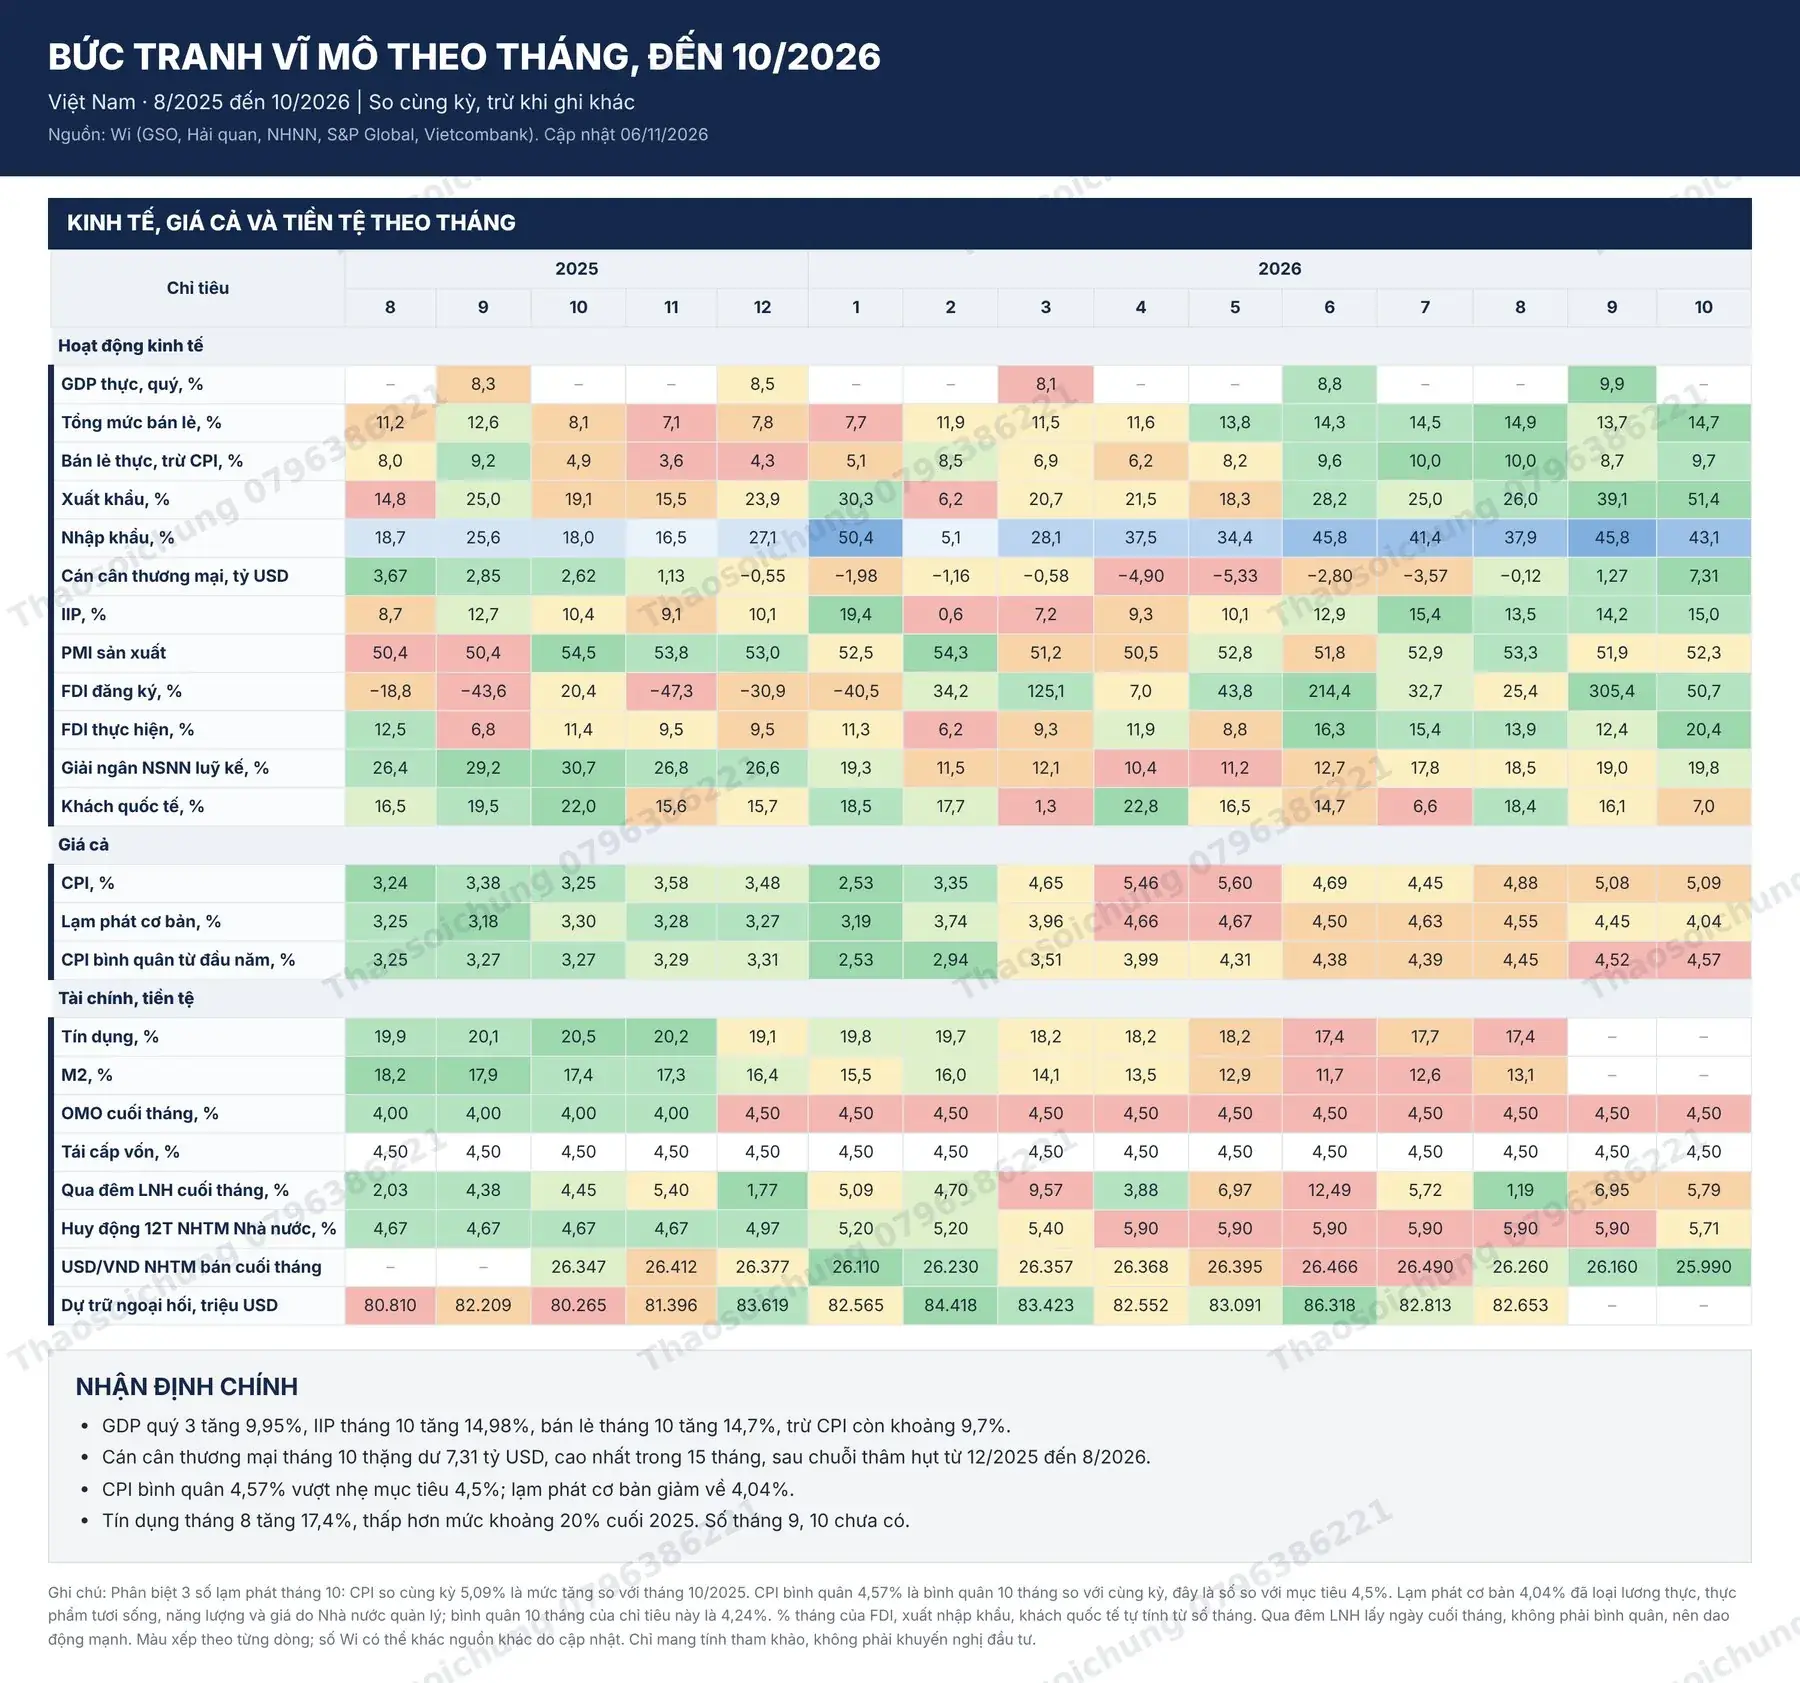 BỨC TRANH VĨ MÔ THEO THÁNG, ĐẾN 10/2026
Việt Nam · 8/2025 đến 10/2026 | So cùng kỳ, trừ khi ghi khác
Nguồn: Wi (GSO, Hải quan, NHNN, S&P Global, Vietcombank). Cập nhật 06/11/2026
KINH TẾ, GIÁ CẢ VÀ TIỀN TỆ THEO THÁNG
Chỉ tiêu 2025 2026
8 9 10 11 12 1 2 3 4 5 6 7 8 9 10
Hoạt động kinh tế
GDP thực, quý, % – 8,3 – – 8,5 – – 8,1 – – 8,8 – – 9,9 –
Tổng mức bán lẻ, % 11,2 12,6 8,1 7,1 7,8 7,7 11,9 11,5 11,6 13,8 14,3 14,5 14,9 13,7 14,7
Bán lẻ thực, trừ CPI, % 8,0 9,2 4,9 3,6 4,3 5,1 8,5 6,9 6,2 8,2 9,6 10,0 10,0 8,7 9,7
Xuất khẩu, % 14,8 25,0 19,1 15,5 23,9 30,3 6,2 20,7 21,5 18,3 28,2 25,0 26,0 39,1 51,4
Nhập khẩu, % 18,7 25,6 18,0 16,5 27,1 50,4 5,1 28,1 37,5 34,4 45,8 41,4 37,9 45,8 43,1
Cán cân thương mại, tỷ USD 3,67 2,85 2,62 1,13 −0,55 −1,98 −1,16 −0,58 −4,90 −5,33 −2,80 −3,57 −0,12 1,27 7,31
IIP, % 8,7 12,7 10,4 9,1 10,1 19,4 0,6 7,2 9,3 10,1 12,9 15,4 13,5 14,2 15,0
PMI sản xuất 50,4 50,4 54,5 53,8 53,0 52,5 54,3 51,2 50,5 52,8 51,8 52,9 53,3 51,9 52,3
FDI đăng ký, % −18,8 −43,6 20,4 −47,3 −30,9 −40,5 34,2 125,1 7,0 43,8 214,4 32,7 25,4 305,4 50,7
FDI thực hiện, % 12,5 6,8 11,4 9,5 9,5 11,3 6,2 9,3 11,9 8,8 16,3 15,4 13,9 12,4 20,4
Giải ngân NSNN luỹ kế, % 26,4 29,2 30,7 26,8 26,6 19,3 11,5 12,1 10,4 11,2 12,7 17,8 18,5 19,0 19,8
Khách quốc tế, % 16,5 19,5 22,0 15,6 15,7 18,5 17,7 1,3 22,8 16,5 14,7 6,6 18,4 16,1 7,0
Giá cả
CPI, % 3,24 3,38 3,25 3,58 3,48 2,53 3,35 4,65 5,46 5,60 4,69 4,45 4,88 5,08 5,09
Lạm phát cơ bản, % 3,25 3,18 3,30 3,28 3,27 3,19 3,74 3,96 4,66 4,67 4,50 4,63 4,55 4,45 4,04
CPI bình quân từ đầu năm, % 3,25 3,27 3,27 3,29 3,31 2,53 2,94 3,51 3,99 4,31 4,38 4,39 4,45 4,52 4,57
Tài chính, tiền tệ
Tín dụng, % 19,9 20,1 20,5 20,2 19,1 19,8 19,7 18,2 18,2 18,2 17,4 17,7 17,4 – –
M2, % 18,2 17,9 17,4 17,3 16,4 15,5 16,0 14,1 13,5 12,9 11,7 12,6 13,1 – –
OMO cuối tháng, % 4,00 4,00 4,00 4,00 4,50 4,50 4,50 4,50 4,50 4,50 4,50 4,50 4,50 4,50 4,50
Tái cấp vốn, % 4,50 4,50 4,50 4,50 4,50 4,50 4,50 4,50 4,50 4,50 4,50 4,50 4,50 4,50 4,50
Qua đêm LNH cuối tháng, % 2,03 4,38 4,45 5,40 1,77 5,09 4,70 9,57 3,88 6,97 12,49 5,72 1,19 6,95 5,79
Huy động 12T NHTM Nhà nước, % 4,67 4,67 4,67 4,67 4,97 5,20 5,20 5,40 5,90 5,90 5,90 5,90 5,90 5,90 5,71
USD/VND NHTM bán cuối tháng – – 26.347 26.412 26.377 26.110 26.230 26.357 26.368 26.395 26.466 26.490 26.260 26.160 25.990
Dự trữ ngoại hối, triệu USD 80.810 82.209 80.265 81.396 83.619 82.565 84.418 83.423 82.552 83.091 86.318 82.813 82.653 – –
NHẬN ĐỊNH CHÍNH
• GDP quý 3 tăng 9,95%, IIP tháng 10 tăng 14,98%, bán lẻ tháng 10 tăng 14,7%, trừ CPI còn khoảng 9,7%.
• Cán cân thương mại tháng 10 thặng dư 7,31 tỷ USD, cao nhất trong 15 tháng, sau chuỗi thâm hụt từ 12/2025 đến 8/2026.
• CPI bình quân 4,57% vượt nhẹ mục tiêu 4,5%; lạm phát cơ bản giảm về 4,04%.
• Tín dụng tháng 8 tăng 17,4%, thấp hơn mức khoảng 20% cuối 2025. Số tháng 9, 10 chưa có.
Ghi chú: Phân biệt 3 số lạm phát tháng 10: CPI so cùng kỳ 5,09% là mức tăng so với tháng 10/2025. CPI bình quân 4,57% là bình quân 10 tháng so với cùng kỳ, đây là số so với mục tiêu 4,5%. Lạm phát cơ bản 4,04% đã loại lương thực, thực
phẩm tươi sống, năng lượng và giá do Nhà nước quản lý; bình quân 10 tháng của chỉ tiêu này là 4,24%. % tháng của FDI, xuất nhập khẩu, khách quốc tế tự tính từ số tháng. Qua đêm LNH lấy ngày cuối tháng, không phải bình quân, nên dao
động mạnh. Màu xếp theo từng dòng; số Wi có thể khác nguồn khác do cập nhật. Chỉ mang tính tham khảo, không phải khuyến nghị đầu tư.
Thaosoichung 0796386221